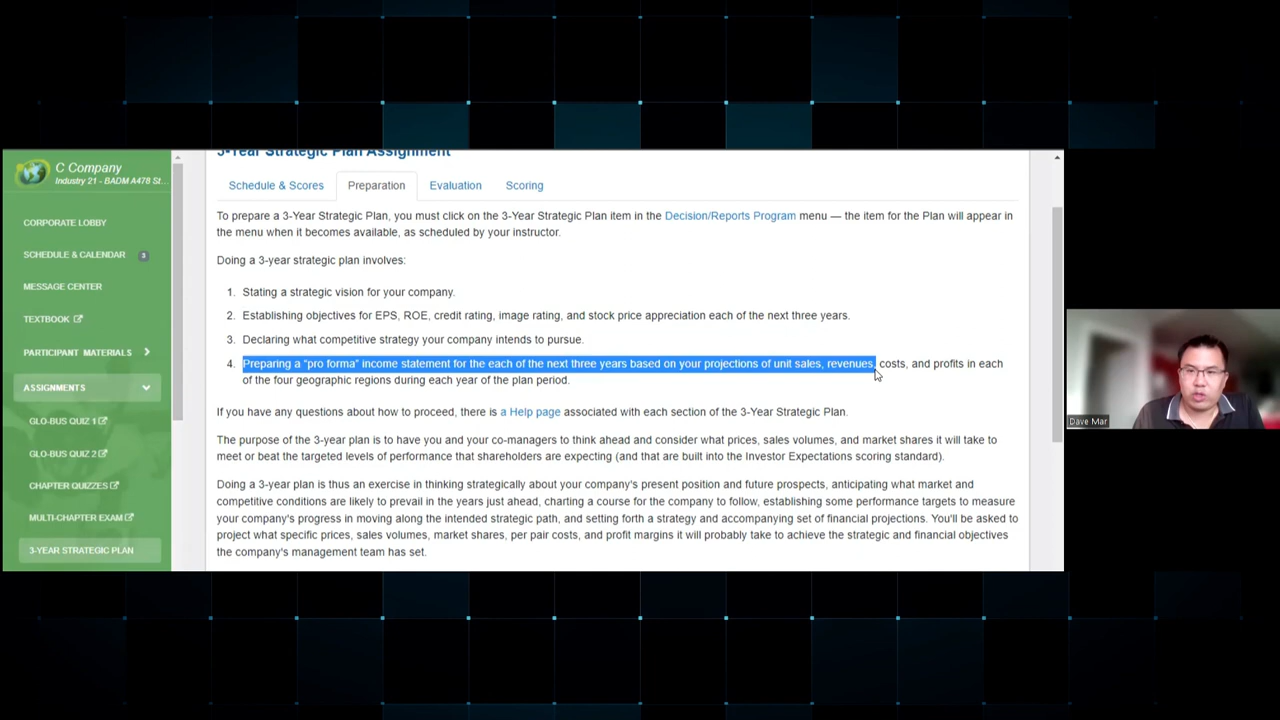 C Company
Industry 21 - BADM A478 St...
CORPORATE LOBBY
SCHEDULE & CALENDAR 3
MESSAGE CENTER
TEXTBOOK
PARTICIPANT MATERIALS
ASSIGNMENTS
GLO-BUS QUIZ 1
GLO-BUS QUIZ 2
CHAPTER QUIZZES
MULTI-CHAPTER EXAM
3-YEAR STRATEGIC PLAN
3-Year Strategic Plan Assignment
Schedule & Scores Preparation Evaluation Scoring
To prepare a 3-Year Strategic Plan, you must click on the 3-Year Strategic Plan item in the Decision/Reports Program menu — the item for the Plan will appear in
the menu when it becomes available, as scheduled by your instructor.
Doing a 3-year strategic plan involves:
1. Stating a strategic vision for your company.
2. Establishing objectives for EPS, ROE, credit rating, image rating, and stock price appreciation each of the next three years.
3. Declaring what competitive strategy your company intends to pursue.
4. Preparing a "pro forma" income statement for the each of the next three years based on your projections of unit sales, revenues, costs, and profits in each
of the four geographic regions during each year of the plan period.
If you have any questions about how to proceed, there is a Help page associated with each section of the 3-Year Strategic Plan.
The purpose of the 3-year plan is to have you and your co-managers to think ahead and consider what prices, sales volumes, and market shares it will take to
meet or beat the targeted levels of performance that shareholders are expecting (and that are built into the Investor Expectations scoring standard).
Doing a 3-year plan is thus an exercise in thinking strategically about your company's present position and future prospects, anticipating what market and
competitive conditions are likely to prevail in the years just ahead, charting a course for the company to follow, establishing some performance targets to measure
your company's progress in moving along the intended strategic path, and setting forth a strategy and accompanying set of financial projections. You'll be asked to
project what specific prices, sales volumes, market shares, per pair costs, and profit margins it will probably take to achieve the strategic and financial objectives
the company's management team has set.
Dave Mar